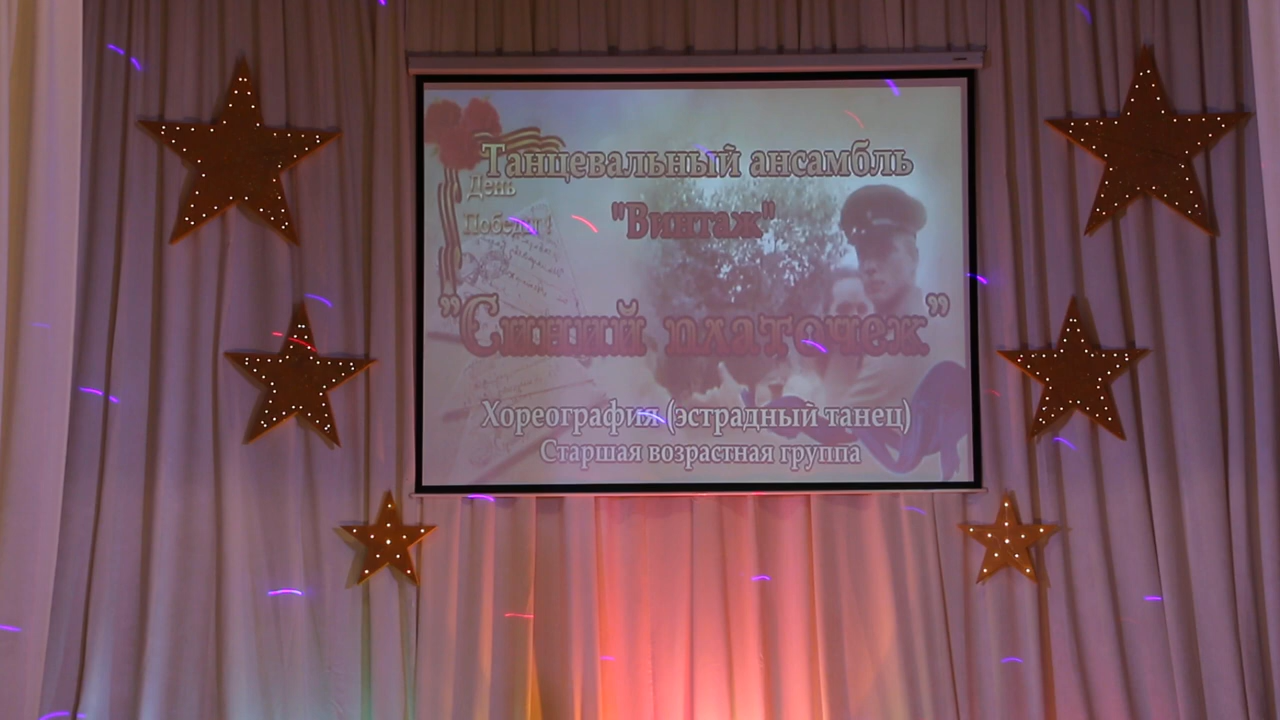 Танцевальный ансамбль
День
Победы!
"Винтаж"
”Синий платочек”
Хореография (эстрадный танец)
Старшая возрастная группа